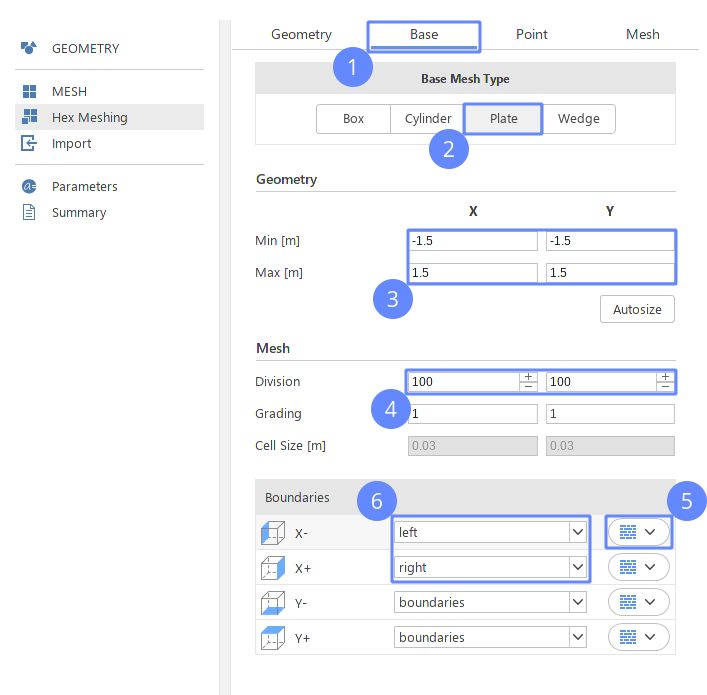 Geometry Base Point Mesh
GEOMETRY
1
Base Mesh Type
MESH
Hex Meshing
Import
Box Cylinder Plate Wedge
2
Parameters
Summary
Geometry
X Y
Min [m] -1.5 -1.5
Max [m] 1.5 1.5
3
Autosize
Mesh
Division 100 100
4
Grading 1 1
Cell Size [m] 0.03 0.03
Boundaries
6
5
X- left
X+ right
Y- boundaries
Y+ boundaries